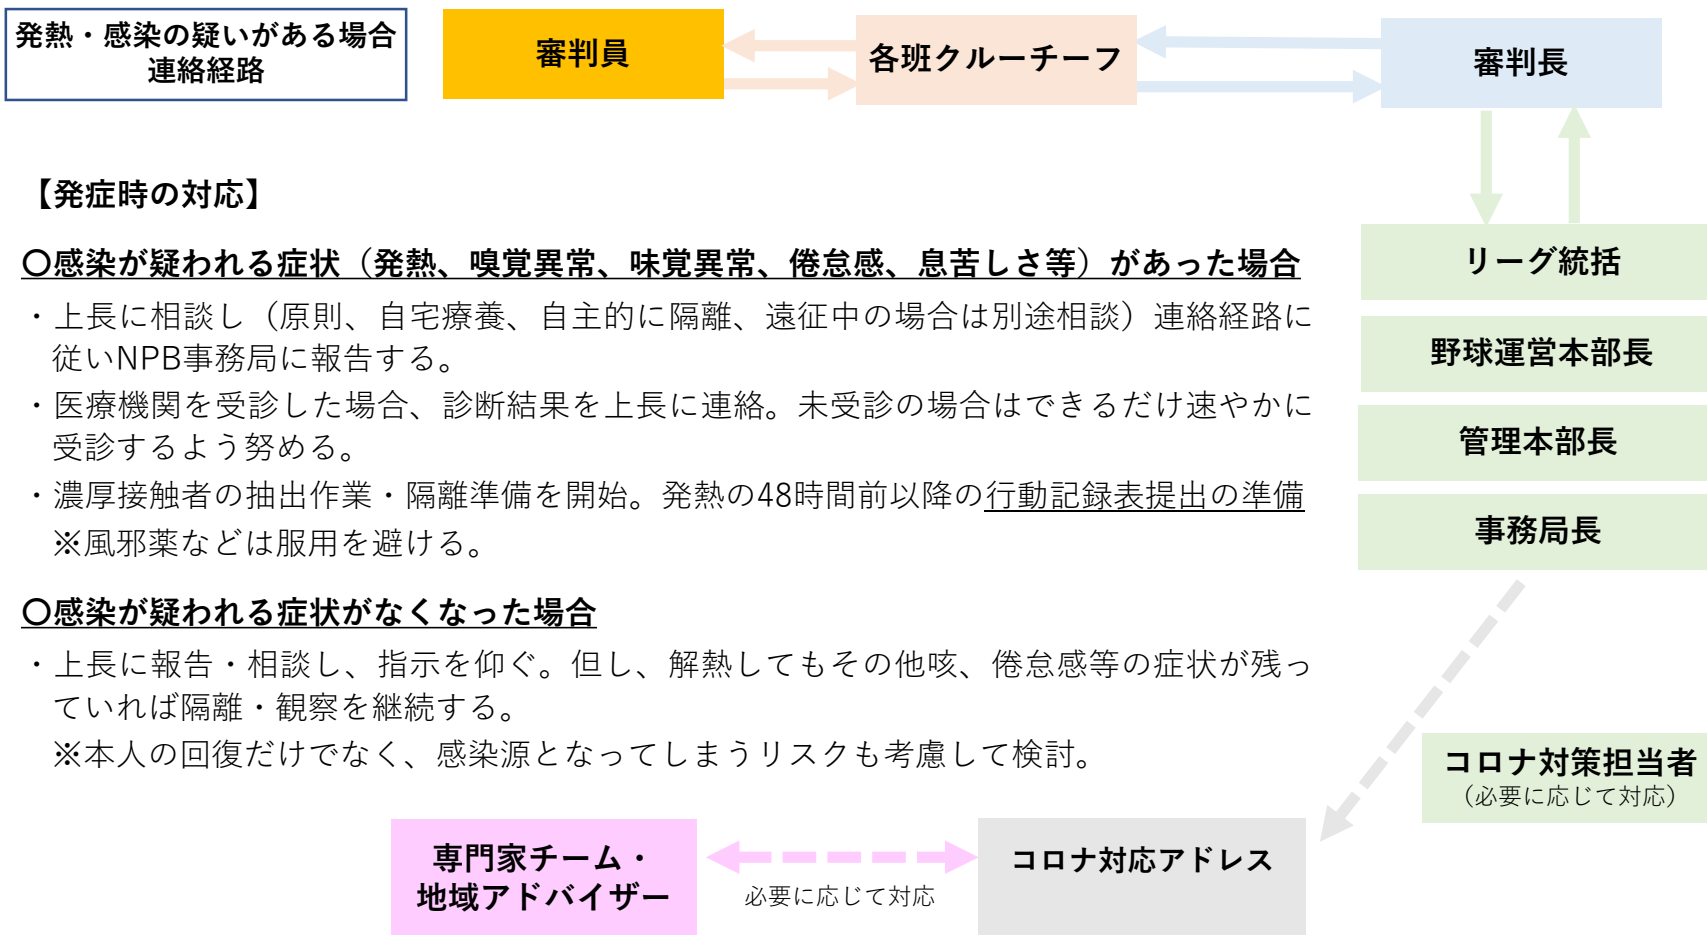 発熱・感染の疑いがある場合
連絡経路
審判員
各班クルーチーフ
審判長
【発症時の対応】
〇感染が疑われる症状（発熱、嗅覚異常、味覚異常、倦怠感、息苦しさ等）があった場合
・上長に相談し（原則、自宅療養、自主的に隔離、遠征中の場合は別途相談）連絡経路に
従いNPB事務局に報告する。
・医療機関を受診した場合、診断結果を上長に連絡。未受診の場合はできるだけ速やかに
受診するよう努める。
・濃厚接触者の抽出作業・隔離準備を開始。発熱の48時間前以降の行動記録表提出の準備
※風邪薬などは服用を避ける。
〇感染が疑われる症状がなくなった場合
・上長に報告・相談し、指示を仰ぐ。但し、解熱してもその他咳、倦怠感等の症状が残っ
ていれば隔離・観察を継続する。
※本人の回復だけでなく、感染源となってしまうリスクも考慮して検討。
リーグ統括
野球運営本部長
管理本部長
事務局長
コロナ対策担当者
（必要に応じて対応）
専門家チーム・
地域アドバイザー
必要に応じて対応
コロナ対応アドレス